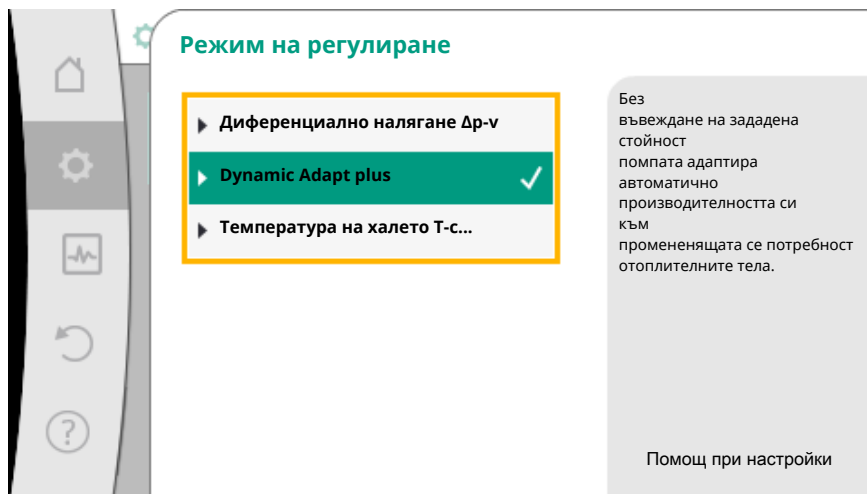 Режим на регулиране
Диференциално налягане Δp-v
Dynamic Adapt plus
Температура на халето T-c...
Без
въвеждане на зададена
стойност
помпата адаптира
автоматично
производителността си
към
промененящата се потребност
отоплителните тела.
Помощ при настройки